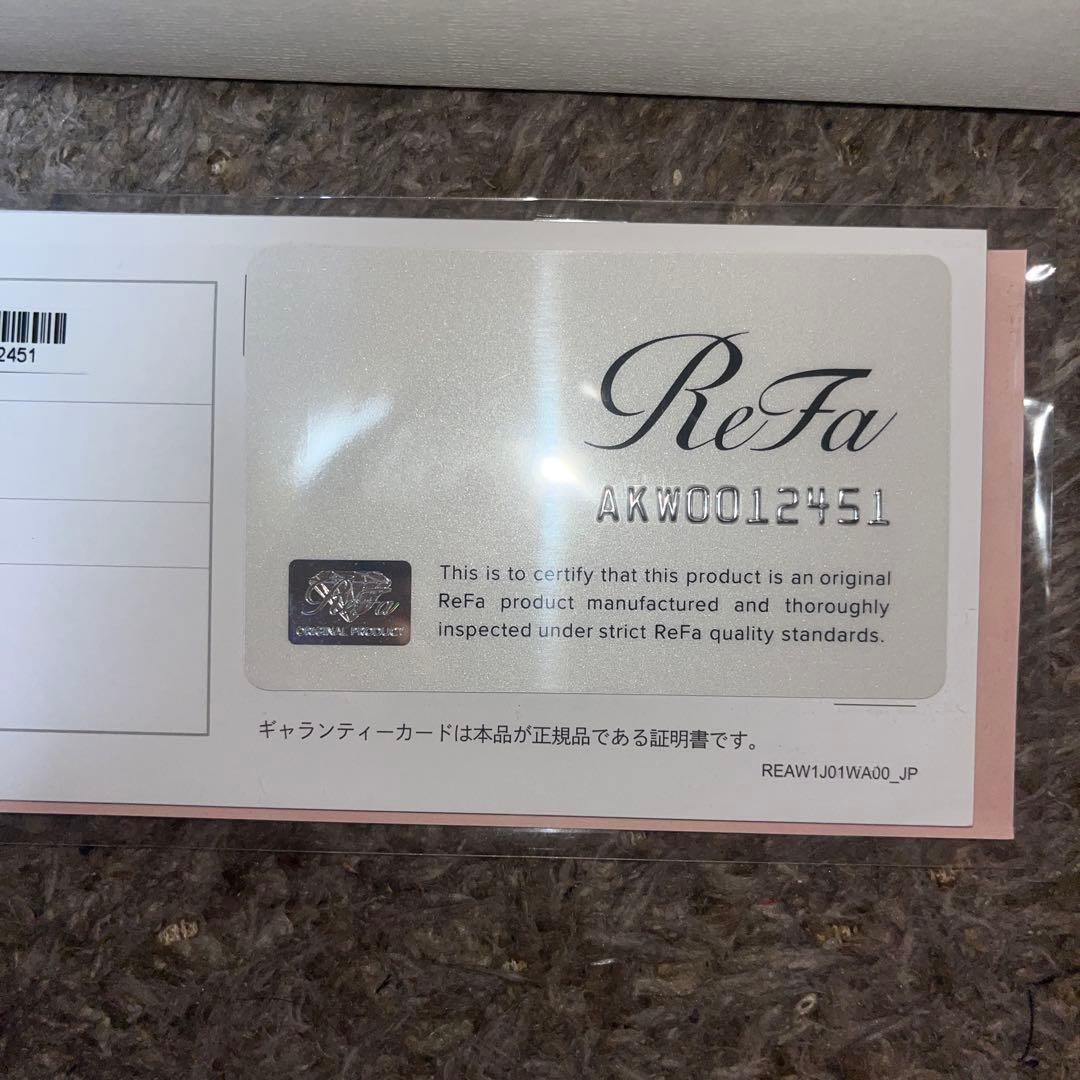 2451
ReFa
AKW0012451
ReFa
ORIGINAL PRODUCT
This is to certify that this product is an original
ReFa product manufactured and thoroughly
inspected under strict ReFa quality standards.
ギャランティーカードは本品が正規品である証明書です。
REAW1J01WA00_JP